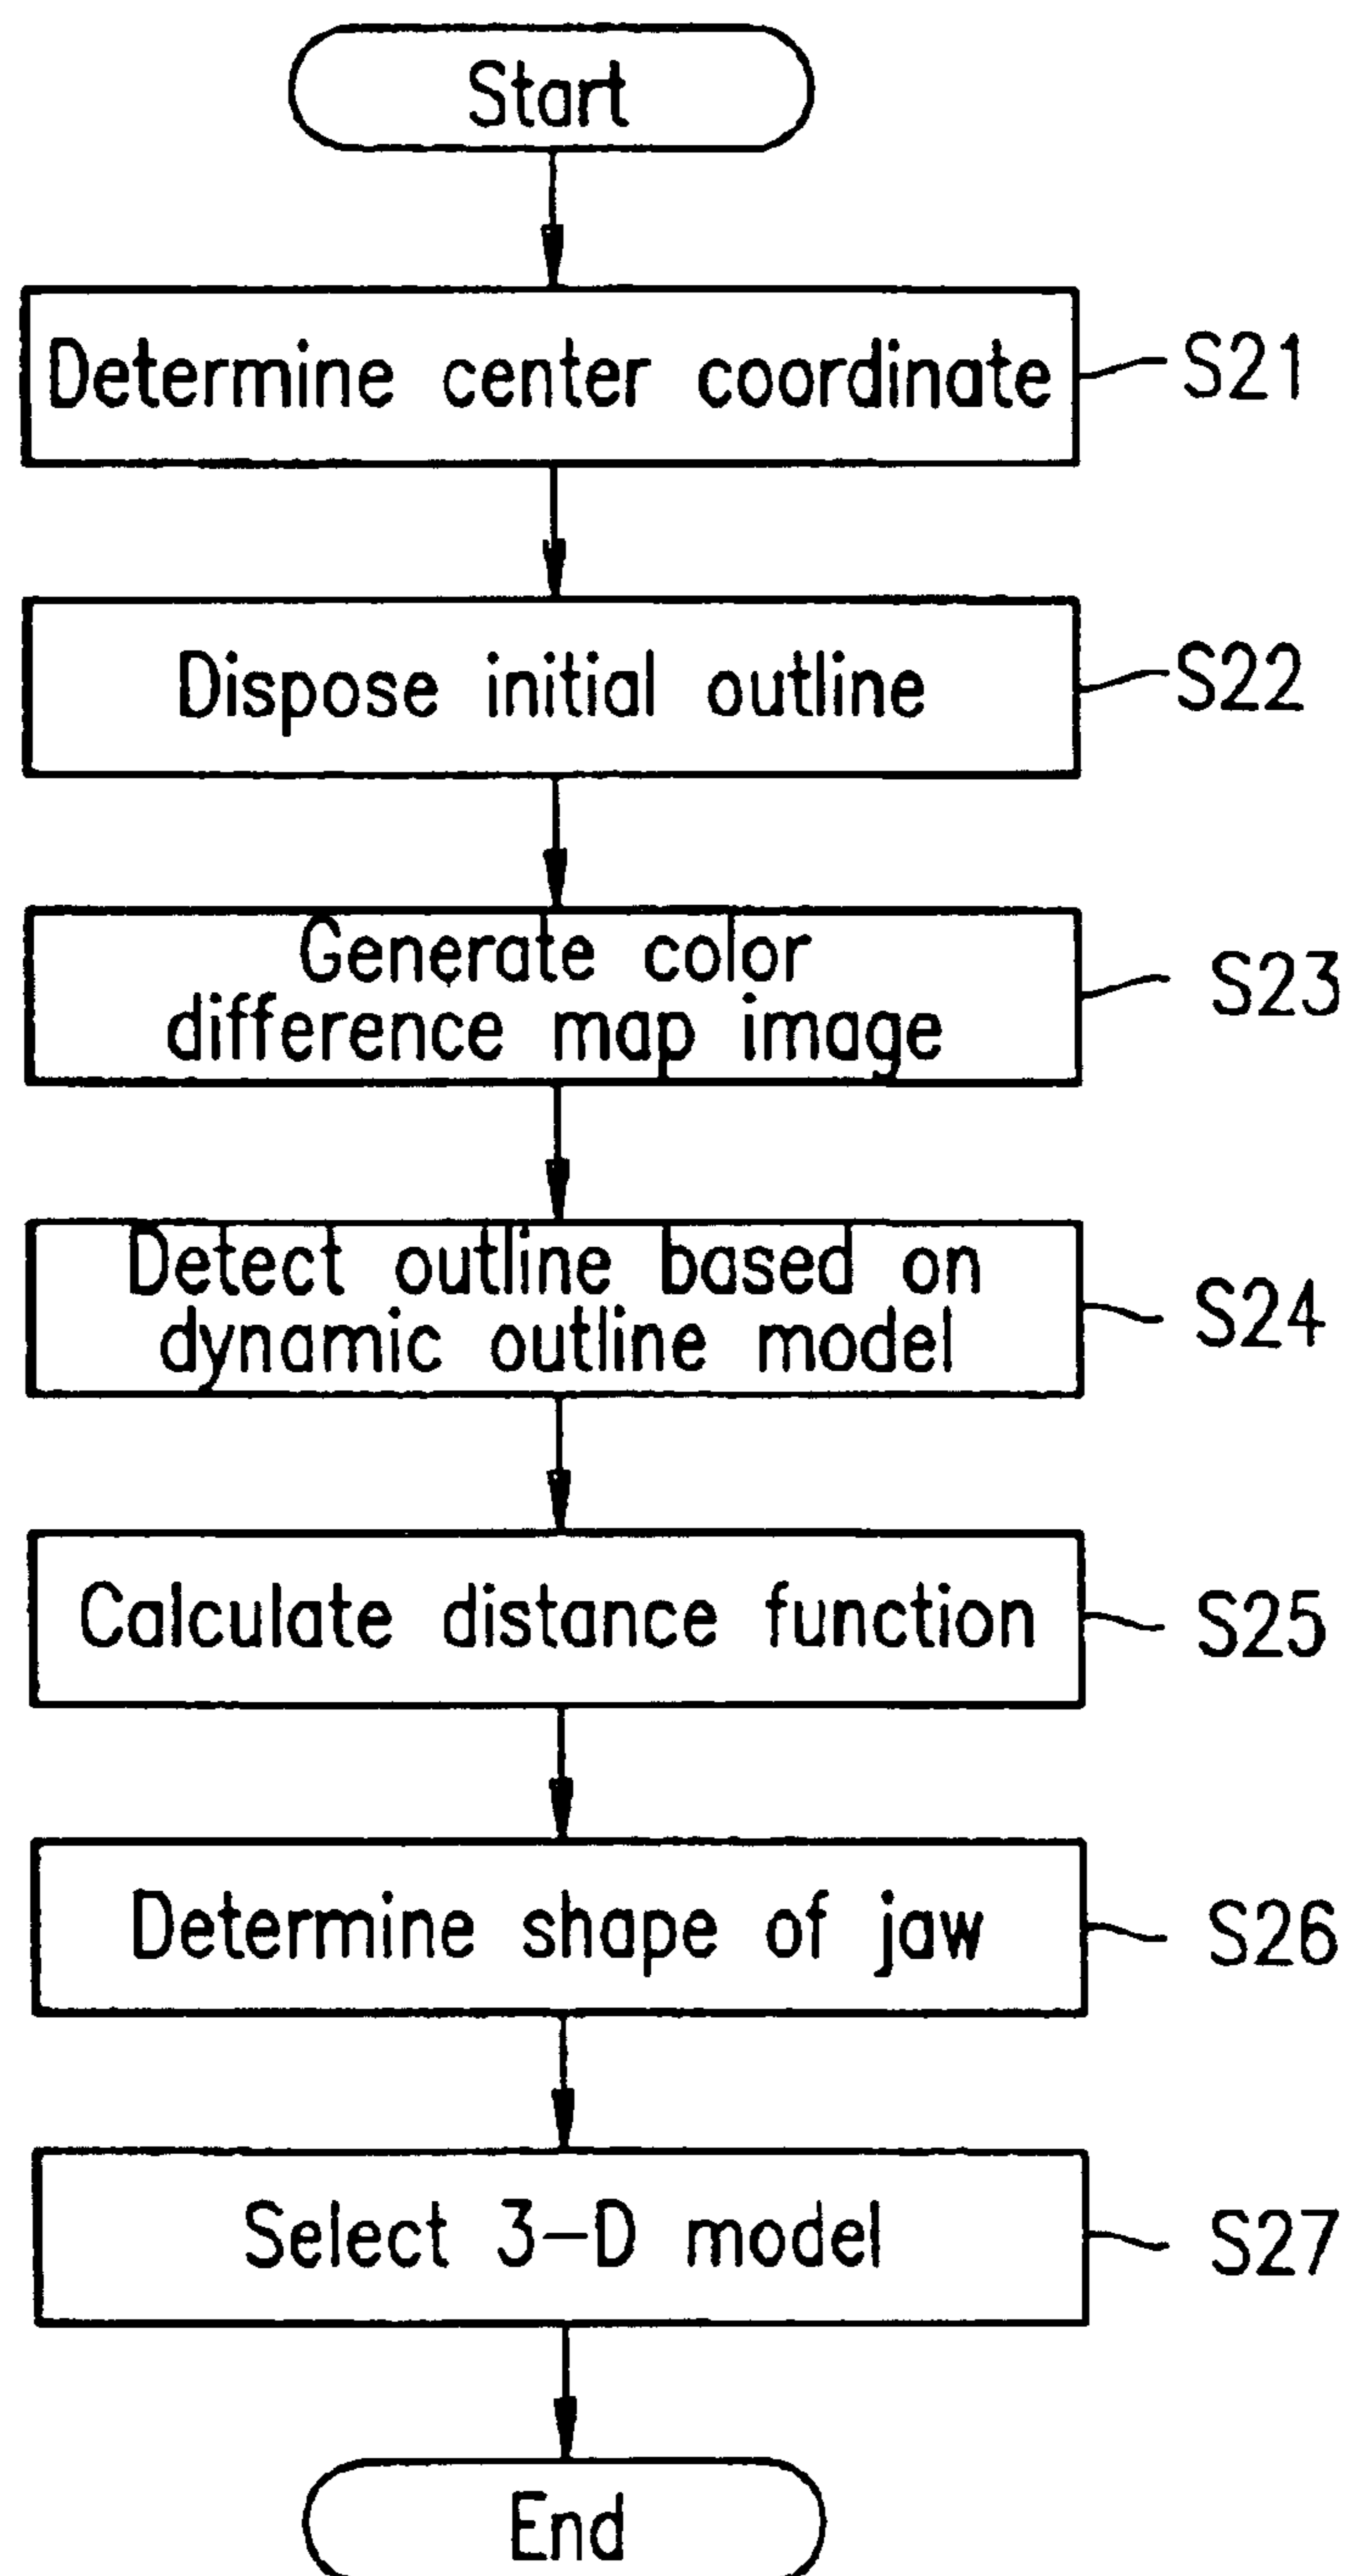 Start
Determine center coordinate
S21
Dispose initial outline
S22
Generate color
difference map image
S23
Detect outline based on
dynamic outline model
S24
Calculate distance function
S25
Determine shape of jaw
S26
Select 3-D model
S27
End